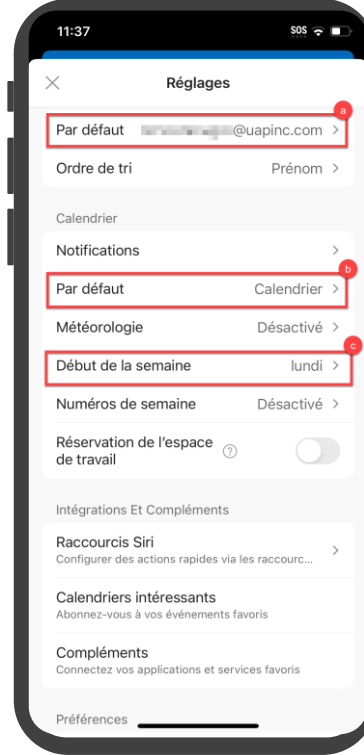 11:37 SOS
Réglages
a
Par défaut @uapinc.com
Ordre de tri Prénom
Calendrier
Notifications
b
Par défaut Calendrier
Météorologie Désactivé
c
Début de la semaine lundi
Numéros de semaine Désactivé
Réservation de l'espace ?
de travail
Intégrations Et Compléments
Raccourcis Siri
Configurer des actions rapides via les raccourc...
Calendriers intéressants
Abonnez-vous à vos événements favoris
Compléments
Connectez vos applications et services favoris
Préférences